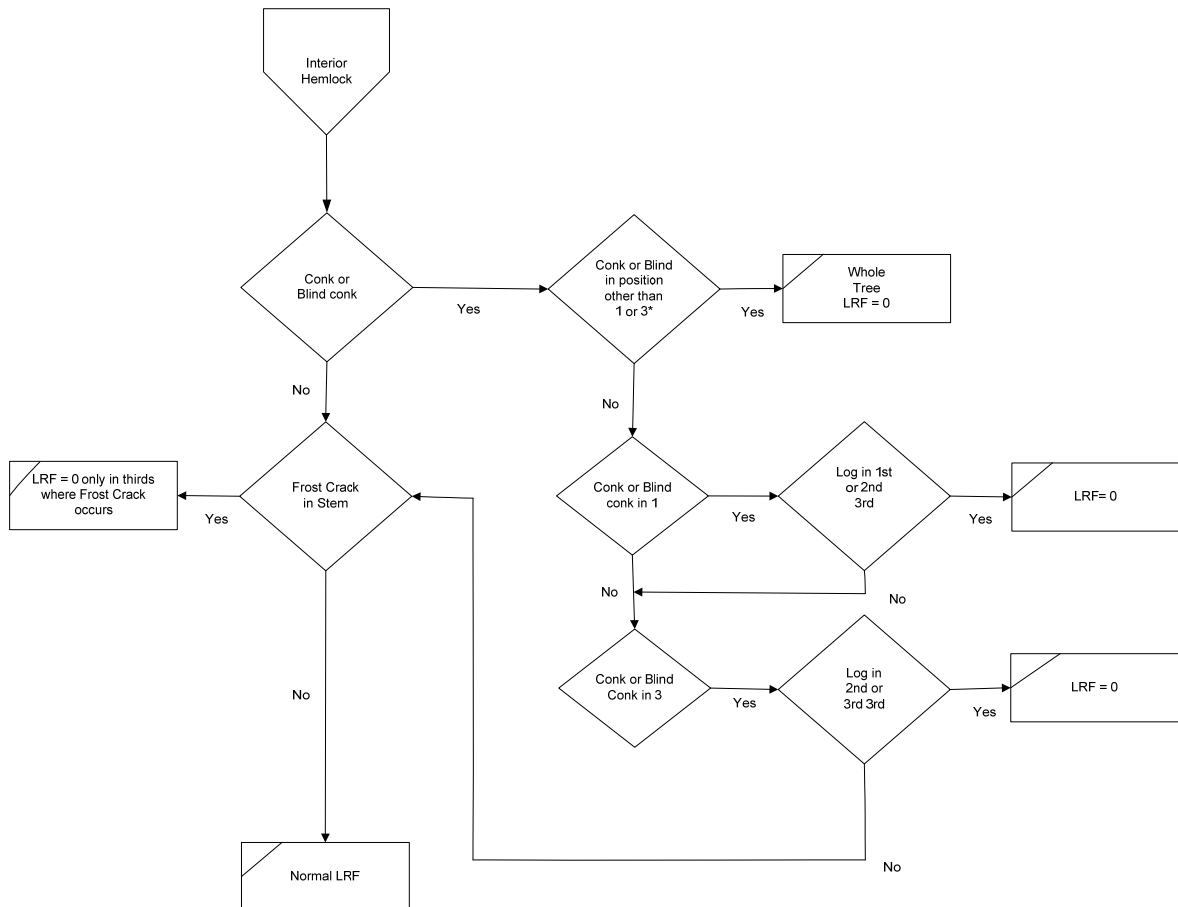 Interior
Hemlock
Conk or
Blind conk
Yes
Conk or Blind
in position
other than
1 or 3*
Yes
Whole
Tree
LRF = 0
No
No
LRF = 0 only in thirds
where Frost Crack
occurs
Yes
Frost Crack
in Stem
Conk or Blind
conk in 1
Yes
Log in 1st
or 2nd
3rd
Yes
LRF= 0
No
No
No
Conk or Blind
Conk in 3
Yes
Log in
2nd or
3rd 3rd
Yes
LRF = 0
No
Normal LRF